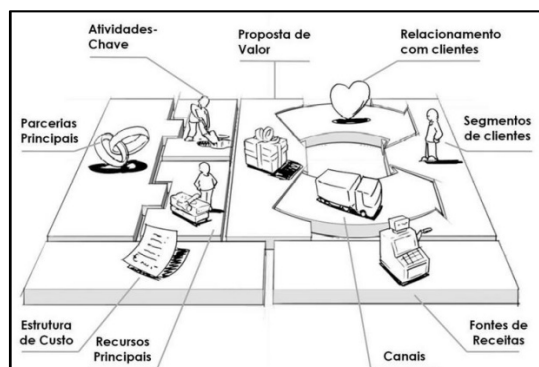 Atividades-
Chave
Proposta de
Valor
Relacionamento
com clientes
Parcerias
Principais
Segmentos
de clientes
Estrutura
de Custo
Recursos
Principais
Canais
Fontes de
Receitas